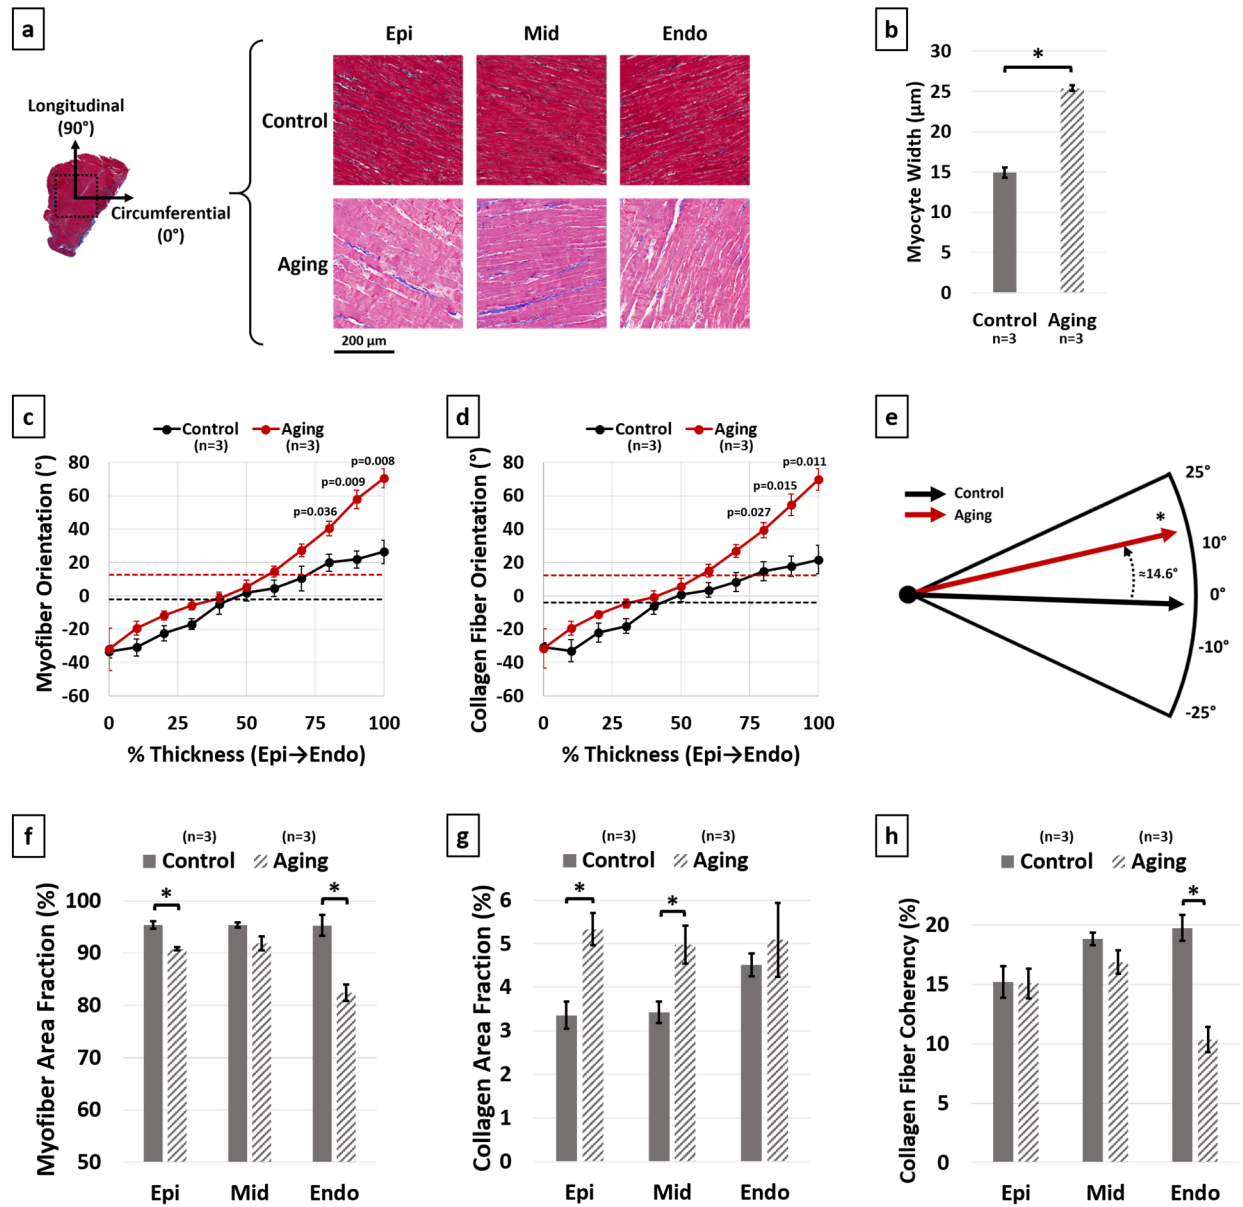 a
Epi Mid Endo
Longitudinal
(90°)
Circumferential
(0°)
Control
Aging
200 µm
b
*
Myocyte Width (µm)
30
25
20
15
10
5
0
Control Aging
n=3 n=3
c
Control Aging
(n=3) (n=3)
Myofiber Orientation (°)
80
60
40
20
0
-20
-40
-60
p=0.008
p=0.009
p=0.036
0 25 50 75 100
% Thickness (Epi→Endo)
d
Control Aging
(n=3) (n=3)
Collagen Fiber Orientation (°)
80
60
40
20
0
-20
-40
-60
p=0.011
p=0.015
p=0.027
0 25 50 75 100
% Thickness (Epi→Endo)
e
Control
Aging
*
≈14.6°
25°
10°
0°
-10°
-25°
f
(n=3) (n=3)
Control Aging
Myofiber Area Fraction (%)
100
90
80
70
60
50
* *
Epi Mid Endo
g
(n=3) (n=3)
Control Aging
Collagen Area Fraction (%)
6
5
4
3
2
1
0
* *
Epi Mid Endo
h
(n=3) (n=3)
Control Aging
Collagen Fiber Coherency (%)
20
15
10
5
0
*
Epi Mid Endo